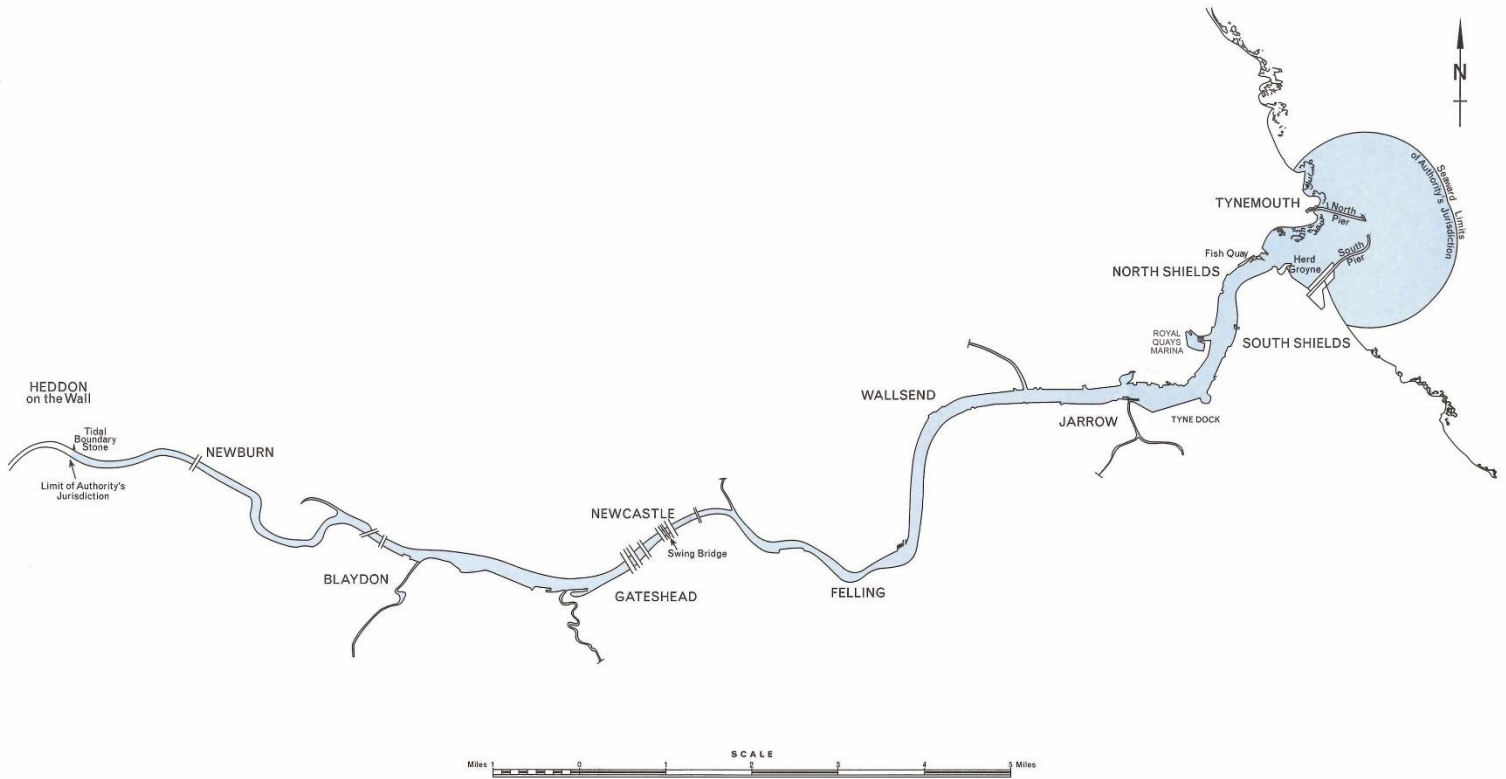 N
Seaward Limits
of Authority's Jurisdiction
TYNEMOUTH
North
Pier
Fish Quay
Herd
Groyne
South
Pier
NORTH SHIELDS
ROYAL
QUAYS
MARINA
SOUTH SHIELDS
HEDDON
on the Wall
WALLSEND
JARROW
TYNE DOCK
Tidal
Boundary
Stone
NEWBURN
Limit of Authority's
Jurisdiction
NEWCASTLE
Swing Bridge
BLAYDON
GATESHEAD
FELLING
SCALE
Miles 1 0 1 2 3 4 5 Miles